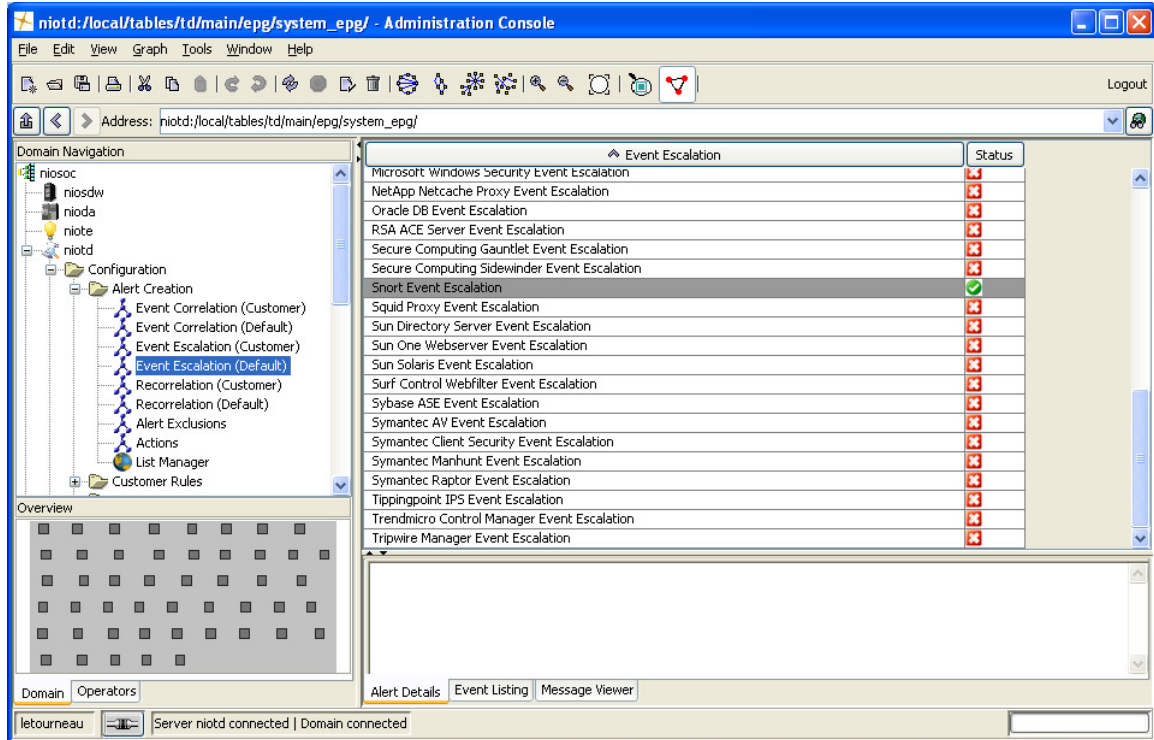 niotd:/local/tables/td/main/epg/system_epg/ - Administration Console
File Edit View Graph Tools Window Help
Logout
Address: niotd:/local/tables/td/main/epg/system_epg/
Domain Navigation
niosoc
niosdw
nioda
niote
niotd
Configuration
Alert Creation
Event Correlation (Customer)
Event Correlation (Default)
Event Escalation (Customer)
Event Escalation (Default)
Recorrelation (Customer)
Recorrelation (Default)
Alert Exclusions
Actions
List Manager
Customer Rules
Overview
Domain Operators
Event Escalation Status
Microsoft Windows Security Event Escalation
NetApp Netcache Proxy Event Escalation
Oracle DB Event Escalation
RSA ACE Server Event Escalation
Secure Computing Gauntlet Event Escalation
Secure Computing Sidewinder Event Escalation
Snort Event Escalation
Squid Proxy Event Escalation
Sun Directory Server Event Escalation
Sun One Webserver Event Escalation
Sun Solaris Event Escalation
Surf Control Webfilter Event Escalation
Sybase ASE Event Escalation
Symantec AV Event Escalation
Symantec Client Security Event Escalation
Symantec Manhunt Event Escalation
Symantec Raptor Event Escalation
Tippingpoint IPS Event Escalation
Trendmicro Control Manager Event Escalation
Tripwire Manager Event Escalation
Alert Details Event Listing Message Viewer
letourneau Server niotd connected | Domain connected